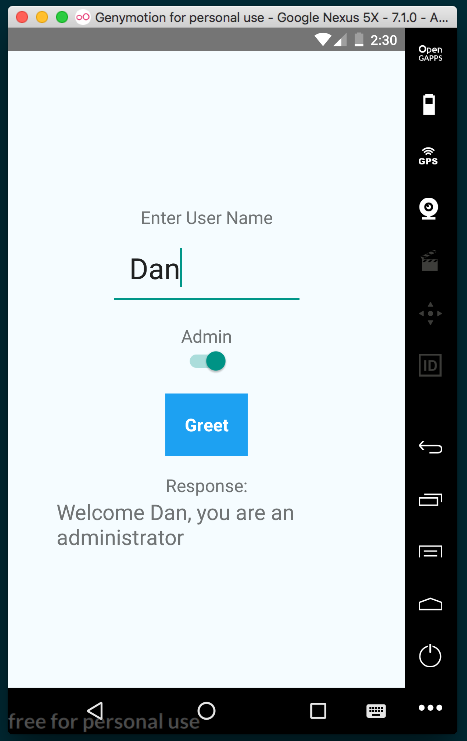 Genymotion for personal use - Google Nexus 5X - 7.1.0 - A...
2:30
Open
GAPPS
GPS
ID
Enter User Name
Dan
Admin
Greet
Response:
Welcome Dan, you are an
administrator
free for personal use